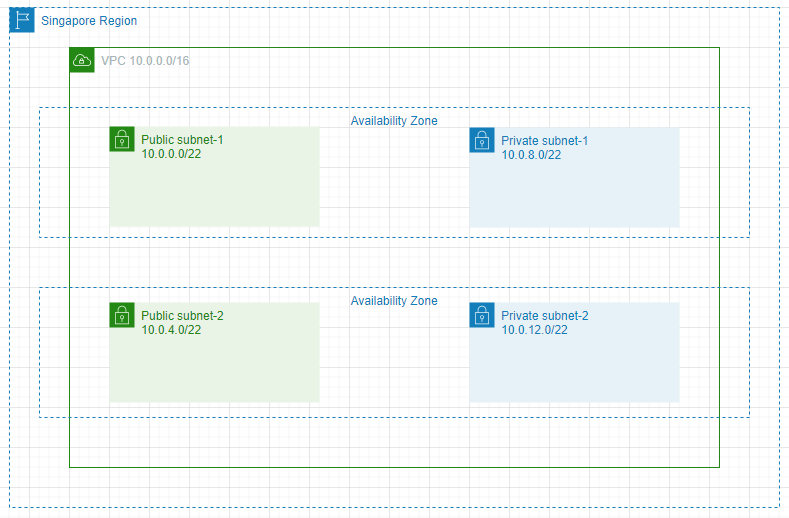 Singapore Region
VPC 10.0.0.0/16
Availability Zone
Public subnet-1
10.0.0.0/22
Private subnet-1
10.0.8.0/22
Availability Zone
Public subnet-2
10.0.4.0/22
Private subnet-2
10.0.12.0/22